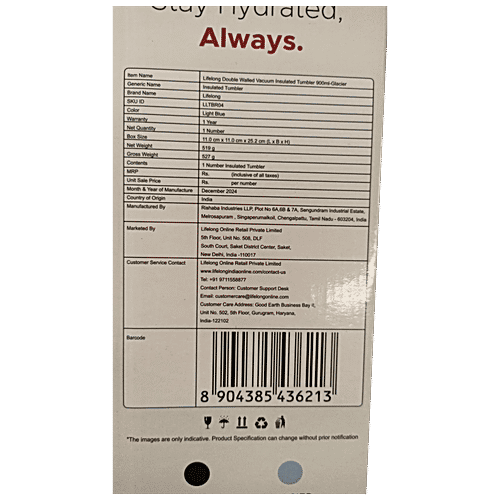 Stay Hydrated,
Always.
Item Name Lifelong Double Walled Vacuum Insulated Tumbler 900ml-Glacier
Generic Name Insulated Tumbler
Brand Name Lifelong
SKU ID LLTBR04
Color Light Blue
Warranty 1 Year
Net Quantity 1 Number
Box Size 11.0 cm x 11.0 cm x 25.2 cm (L x B x H)
Net Weight 519 g
Gross Weight 527 g
Contents 1 Number Insulated Tumbler
MRP Rs. (inclusive of all taxes)
Unit Sale Price Rs. per number
Month & Year of Manufacture December 2024
Country of Origin India
Manufactured By Rishaba Industries LLP, Plot No 6A,6B & 7A, Sengundram Industrial Estate,
Melrosapuram , Singaperumalkoil, Chengalpattu, Tamil Nadu - 603204, India
Marketed By Lifelong Online Retail Private Limited
5th Floor, Unit No. 508, DLF
South Court, Saket District Center, Saket,
New Delhi, India -110017
Customer Service Contact Lifelong Online Retail Private Limited
www.lifelongindiaonline.com/contact-us
Tel: +91 9711558877
Contact Person: Customer Support Desk
Email: customercare@lifelongonline.com
Customer Care Address: Good Earth Business Bay
Unit No. 502, 5th Floor, Gurugram, Haryana,
India-122102
Barcode
8 904385 436213
*The images are only indicative. Product Specification can change without prior notification